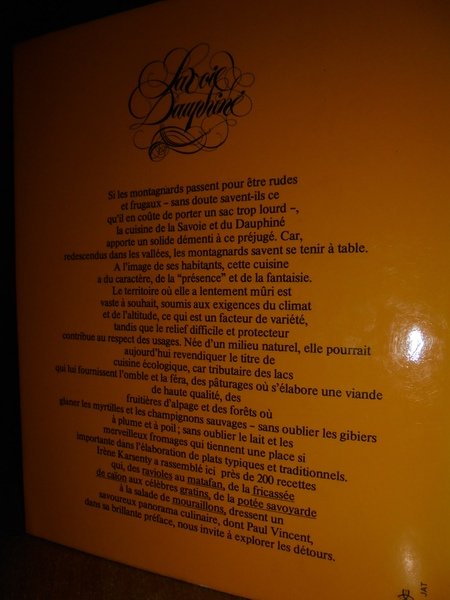 Savoie
Dauphiné
Si les montagnards passent pour être rudes
et frugaux – sans doute savent-ils ce
qu'il en coûte de porter un sac trop lourd –,
la cuisine de la Savoie et du Dauphiné
apporte un solide démenti à ce préjugé. Car,
redescendus dans les vallées, les montagnards savent se tenir à table.
A l'image de ses habitants, cette cuisine
a du caractère, de la "présence" et de la fantaisie.
Le territoire où elle a lentement mûri est
vaste à souhait, soumis aux exigences du climat
et de l'altitude, ce qui est un facteur de variété,
tandis que le relief difficile et protecteur
contribue au respect des usages. Née d'un milieu naturel, elle pourrait
aujourd'hui revendiquer le titre de
cuisine écologique, car tributaire des lacs
qui lui fournissent l'omble et la féra, des pâturages où s'élabore une viande
de haute qualité, des
fruitières d'alpage et des forêts où
glaner les myrtilles et les champignons sauvages – sans oublier les gibiers
à plume et à poil ; sans oublier le lait et les
merveilleux fromages qui tiennent une place si
importante dans l'élaboration de plats typiques et traditionnels.
Irène Karsenty a rassemblé ici près de 200 recettes
qui, des ravioles au matafan, de la fricassée
de caion aux célèbres gratins, de la potée savoyarde
à la salade de mouraillons, dressent un
savoureux panorama culinaire, dont Paul Vincent,
dans sa brillante préface, nous invite à explorer les détours.
JAT